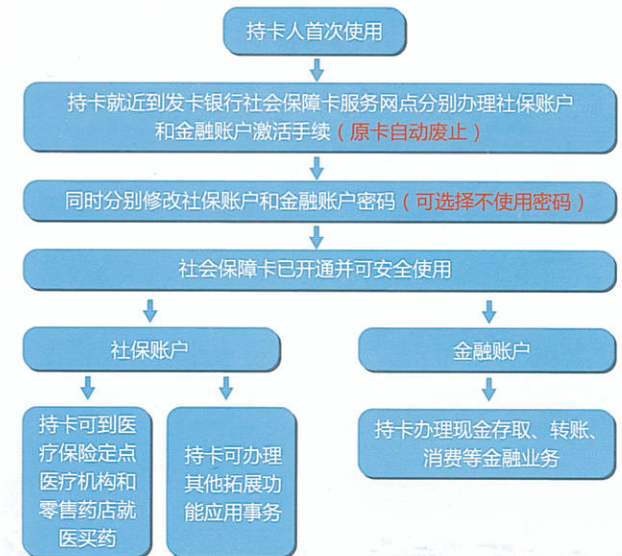 持卡人首次使用
持卡就近到发卡银行社会保障卡服务网点分别办理社保账户
和金融账户激活手续（原卡自动废止）
同时分别修改社保账户和金融账户密码（可选择不使用密码）
社会保障卡已开通并可安全使用
社保账户
金融账户
持卡可到医
疗保险定点
医疗机构和
零售药店就
医买药
持卡可办理
其他拓展功
能应用事务
持卡办理现金存取、转账、
消费等金融业务